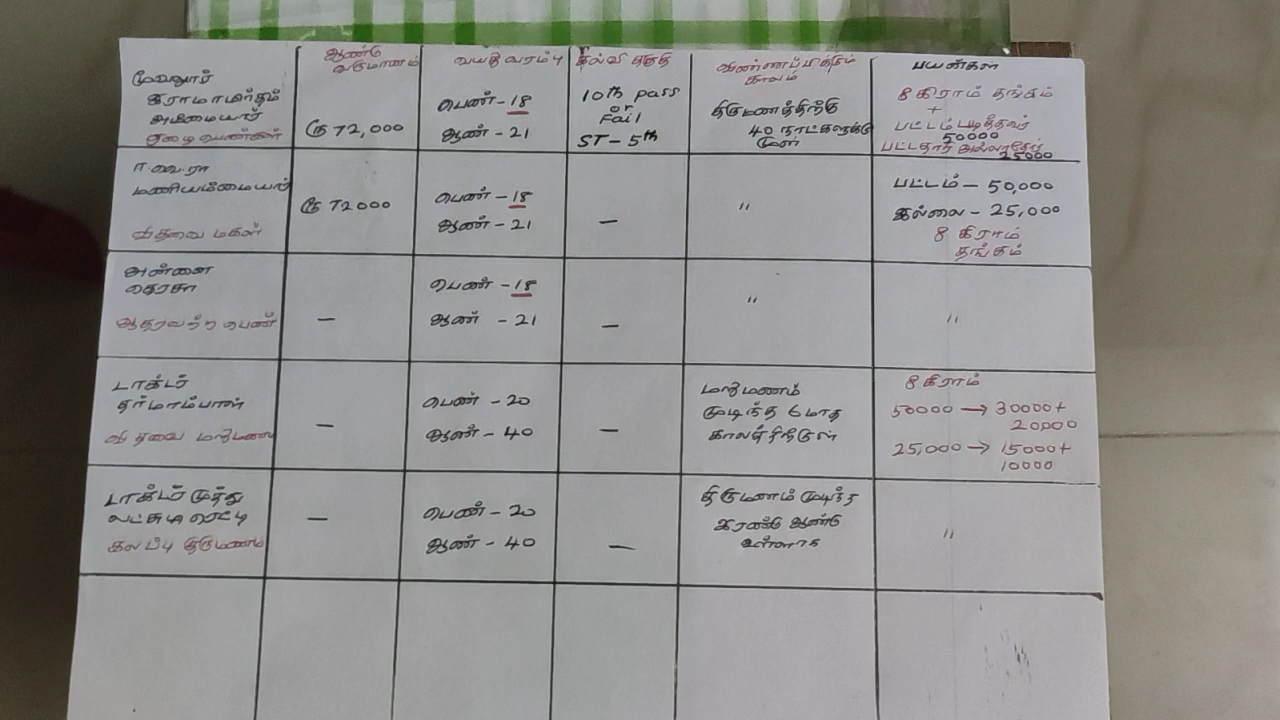 ஆண்டு
வருமானம்
வயது வரம்பு
கல்வி தகுதி
விண்ணப்பிக்கும்
காலம்
பயன்கள்
மூவலூர்
இராமாமிர்தம்
அம்மையார்
ஏழை பெண்கள்
ரூ 72,000
பெண் - 18
ஆண் - 21
10th pass
or
Fail
ST - 5th
திருமணத்திற்கு
40 நாட்களுக்கு
முன்
8 கிராம் தங்கம்
+
பட்டம் படித்தவர்
50000
பட்டதாரி அல்லாதோர்
25000
ஈ.வெ.ரா
மணியம்மையார்
விதவை மகள்
ரூ 72000
பெண் - 18
ஆண் - 21
—
"
பட்டம் - 50,000
இல்லை - 25,000
8 கிராம்
தங்கம்
அன்னை
தெரசா
ஆதரவற்ற பெண்
—
பெண் - 18
ஆண் - 21
—
"
"
டாக்டர்
தர்மாம்பாள்
விதவை மறுமணம்
—
பெண் - 20
ஆண் - 40
—
மறுமணம்
முடிந்த 6 மாத
காலத்திற்குள்
8 கிராம்
50000 → 30000+
20000
25,000 → 15000+
10000
டாக்டர் முத்து
லட்சுமி ரெட்டி
கலப்பு திருமணம்
—
பெண் - 20
ஆண் - 40
—
திருமணம் முடிந்த
இரண்டு ஆண்டு
"